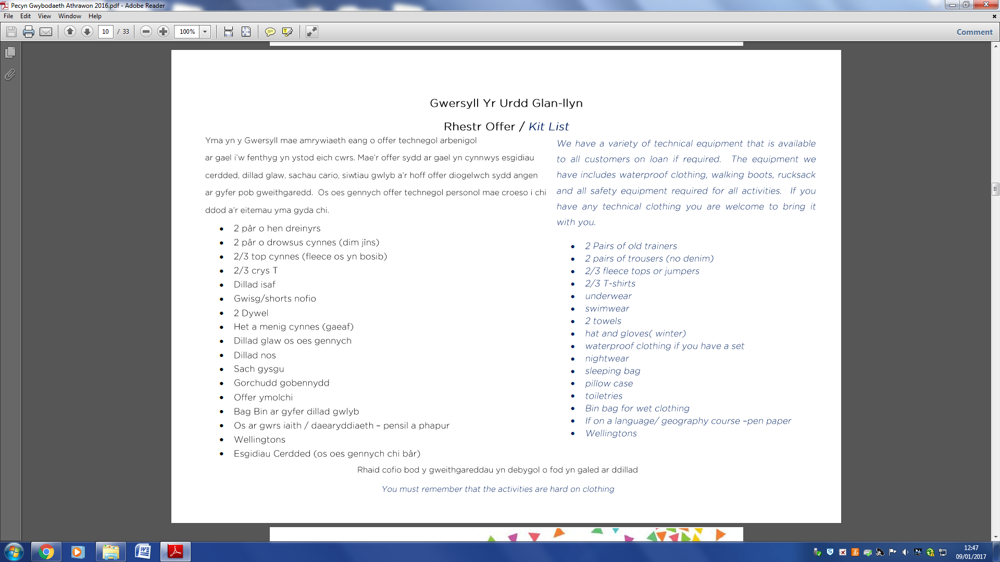 Pecyn Gwybodaeth Athrawon 2016.pdf - Adobe Reader
File Edit View Window Help
10 / 33 100% Comment
Gwersyll Yr Urdd Glan-llyn
Rhestr Offer / Kit List
Yma yn y Gwersyll mae amrywiaeth eang o offer technegol arbenigol
ar gael i'w fenthyg yn ystod eich cwrs. Mae'r offer sydd ar gael yn cynnwys esgidiau
cerdded, dillad glaw, sachau cario, siwtiau gwlyb a'r hoff offer diogelwch sydd angen
ar gyfer pob gweithgaredd. Os oes gennych offer technegol personol mae croeso i chi
ddod a'r eitemau yma gyda chi.
• 2 pâr o hen dreinyrs
• 2 pâr o drowsus cynnes (dim jîns)
• 2/3 top cynnes (fleece os yn bosib)
• 2/3 crys T
• Dillad isaf
• Gwisg/shorts nofio
• 2 Dywel
• Het a menig cynnes (gaeaf)
• Dillad glaw os oes gennych
• Dillad nos
• Sach gysgu
• Gorchudd gobennydd
• Offer ymolchi
• Bag Bin ar gyfer dillad gwlyb
• Os ar gwrs iaith / daearyddiaeth – pensil a phapur
• Wellingtons
• Esgidiau Cerdded (os oes gennych chi bâr)
We have a variety of technical equipment that is available
to all customers on loan if required. The equipment we
have includes waterproof clothing, walking boots, rucksack
and all safety equipment required for all activities. If you
have any technical clothing you are welcome to bring it
with you.
• 2 Pairs of old trainers
• 2 pairs of trousers (no denim)
• 2/3 fleece tops or jumpers
• 2/3 T-shirts
• underwear
• swimwear
• 2 towels
• hat and gloves( winter)
• waterproof clothing if you have a set
• nightwear
• sleeping bag
• pillow case
• toiletries
• Bin bag for wet clothing
• If on a language/ geography course –pen paper
• Wellingtons
Rhaid cofio bod y gweithgareddau yn debygol o fod yn galed ar ddillad
You must remember that the activities are hard on clothing
12:47
09/01/2017